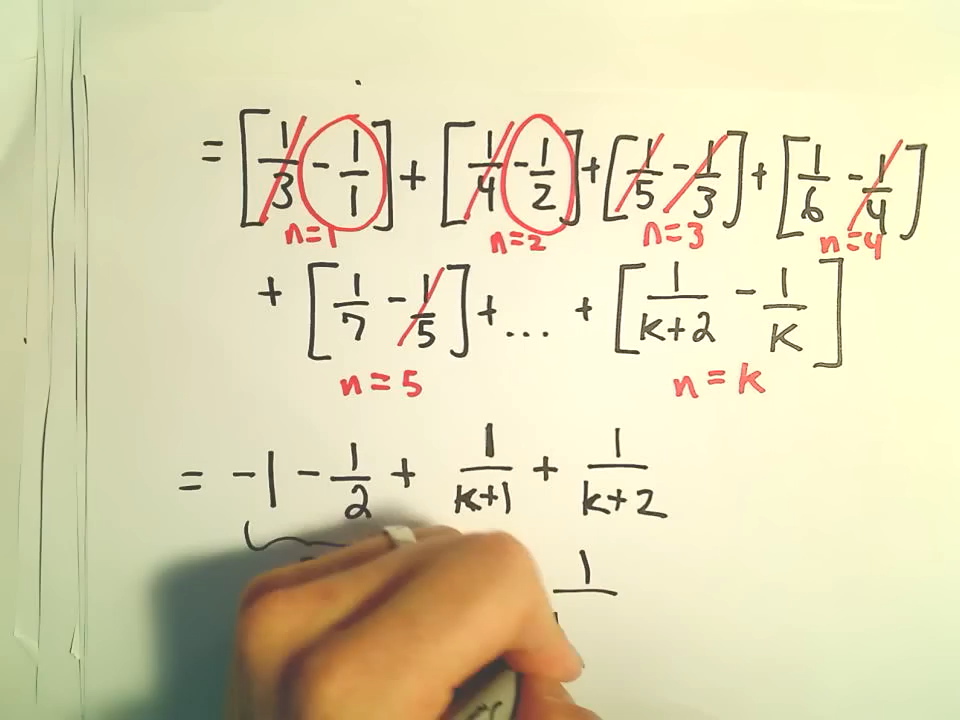 = [1/3 - 1/1] + [1/4 - 1/2] + [1/5 - 1/3] + [1/6 - 1/4]
n=1 n=2 n=3 n=4
+ [1/7 - 1/5] + ... + [1/k+2 - 1/k]
n=5 n=k
= -1 - 1/2 + 1/k+1 + 1/k+2
1